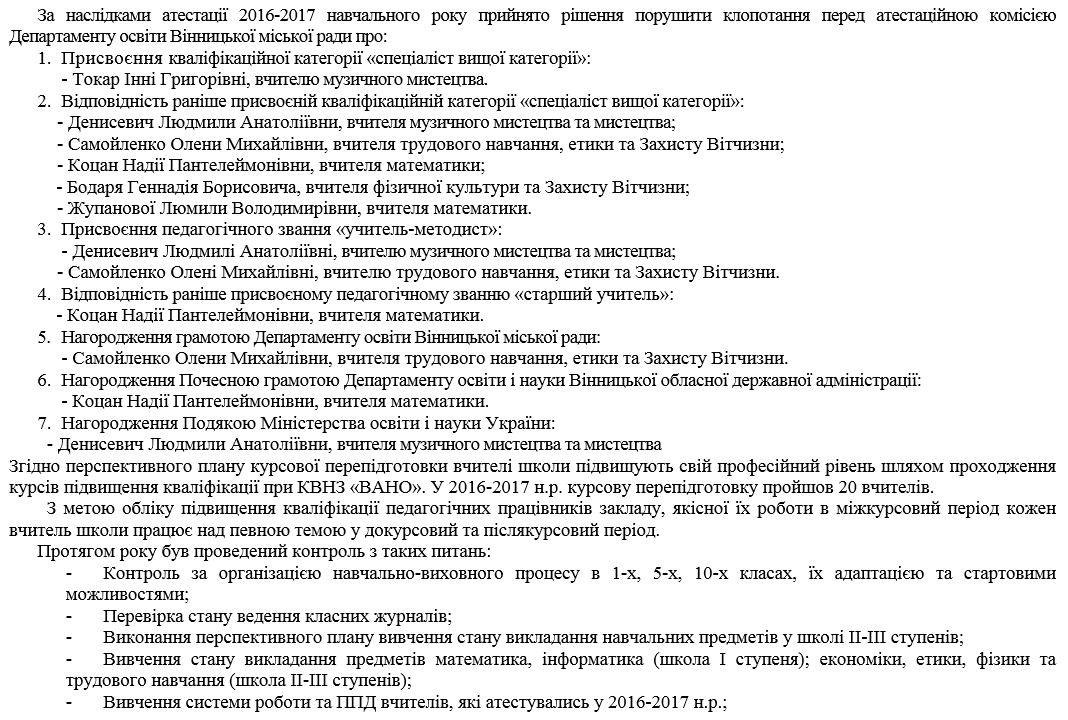 За наслідками атестації 2016-2017 навчального року прийнято рішення порушити клопотання перед атестаційною комісією
Департаменту освіти Вінницької міської ради про:
1. Присвоєння кваліфікаційної категорії «спеціаліст вищої категорії»:
- Токар Інні Григорівні, вчителю музичного мистецтва.
2. Відповідність раніше присвоєній кваліфікаційній категорії «спеціаліст вищої категорії»:
- Денисевич Людмили Анатоліївни, вчителя музичного мистецтва та мистецтва;
- Самойленко Олени Михайлівни, вчителя трудового навчання, етики та Захисту Вітчизни;
- Коцан Надії Пантелеймонівни, вчителя математики;
- Бодаря Геннадія Борисовича, вчителя фізичної культури та Захисту Вітчизни;
- Жупанової Люмили Володимирівни, вчителя математики.
3. Присвоєння педагогічного звання «учитель-методист»:
- Денисевич Людмилі Анатоліївні, вчителю музичного мистецтва та мистецтва;
- Самойленко Олені Михайлівні, вчителю трудового навчання, етики та Захисту Вітчизни.
4. Відповідність раніше присвоєному педагогічному званню «старший учитель»:
- Коцан Надії Пантелеймонівни, вчителя математики.
5. Нагородження грамотою Департаменту освіти Вінницької міської ради:
- Самойленко Олени Михайлівни, вчителя трудового навчання, етики та Захисту Вітчизни.
6. Нагородження Почесною грамотою Департаменту освіти і науки Вінницької обласної державної адміністрації:
- Коцан Надії Пантелеймонівни, вчителя математики.
7. Нагородження Подякою Міністерства освіти і науки України:
- Денисевич Людмили Анатоліївни, вчителя музичного мистецтва та мистецтва
Згідно перспективного плану курсової перепідготовки вчителі школи підвищують свій професійний рівень шляхом проходження
курсів підвищення кваліфікації при КВНЗ «ВАНО». У 2016-2017 н.р. курсову перепідготовку пройшов 20 вчителів.
З метою обліку підвищення кваліфікації педагогічних працівників закладу, якісної їх роботи в міжкурсовий період кожен
вчитель школи працює над певною темою у докурсовий та післякурсовий період.
Протягом року був проведений контроль з таких питань:
- Контроль за організацією навчально-виховного процесу в 1-х, 5-х, 10-х класах, їх адаптацією та стартовими
можливостями;
- Перевірка стану ведення класних журналів;
- Виконання перспективного плану вивчення стану викладання навчальних предметів у школі ІІ-ІІІ ступенів;
- Вивчення стану викладання предметів математика, інформатика (школа І ступеня); економіки, етики, фізики та
трудового навчання (школа ІІ-ІІІ ступенів);
- Вивчення системи роботи та ППД вчителів, які атестувались у 2016-2017 н.р.;